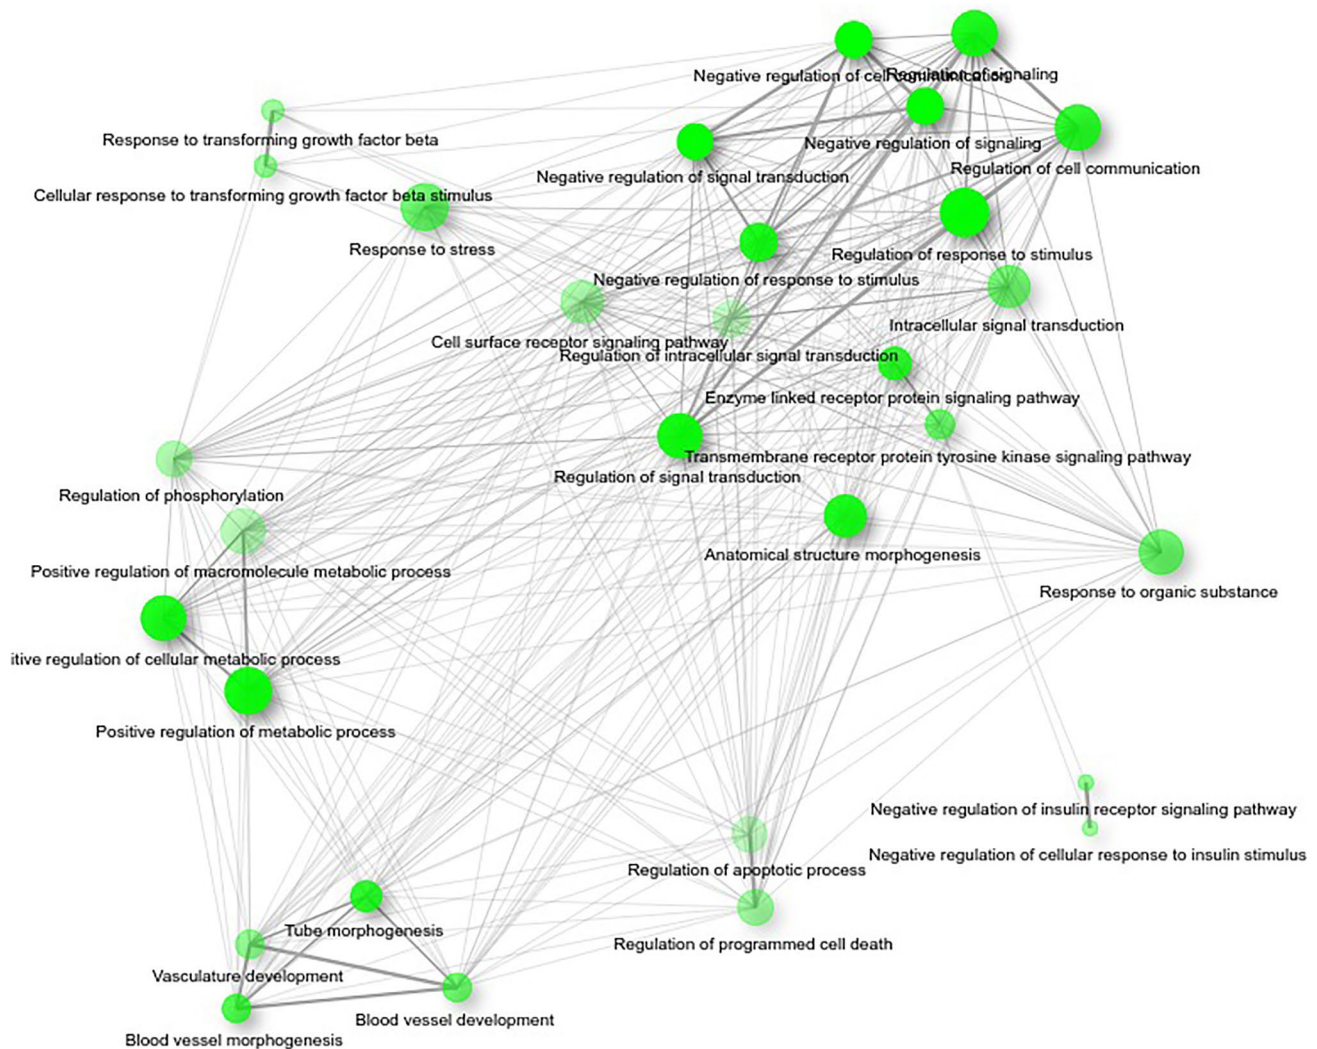 Negative regulation of cell communication
Regulation of signaling
Response to transforming growth factor beta
Negative regulation of signaling
Regulation of cell communication
Negative regulation of signal transduction
Cellular response to transforming growth factor beta stimulus
Response to stress
Regulation of response to stimulus
Negative regulation of response to stimulus
Intracellular signal transduction
Cell surface receptor signaling pathway
Regulation of intracellular signal transduction
Enzyme linked receptor protein signaling pathway
Transmembrane receptor protein tyrosine kinase signaling pathway
Regulation of signal transduction
Regulation of phosphorylation
Anatomical structure morphogenesis
Positive regulation of macromolecule metabolic process
Response to organic substance
itive regulation of cellular metabolic process
Positive regulation of metabolic process
Negative regulation of insulin receptor signaling pathway
Negative regulation of cellular response to insulin stimulus
Regulation of apoptotic process
Tube morphogenesis
Regulation of programmed cell death
Vasculature development
Blood vessel development
Blood vessel morphogenesis